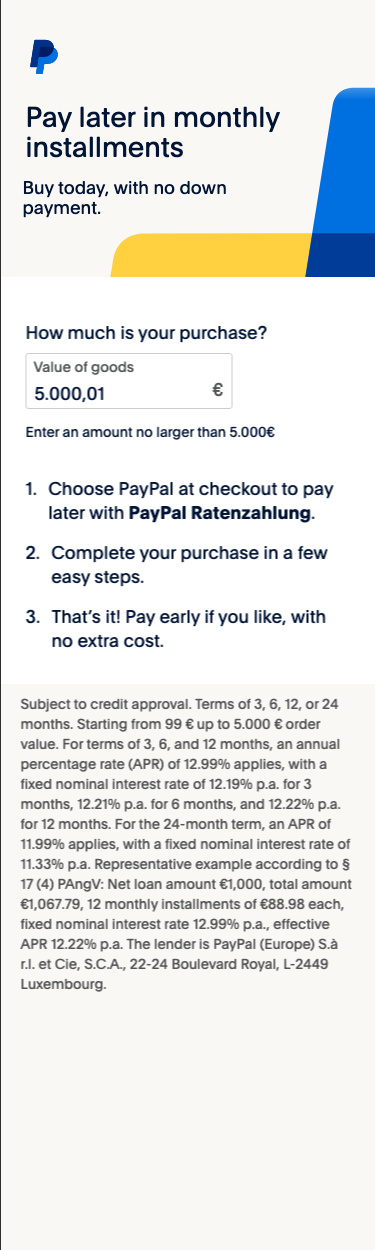 Pay later in monthly
installments
Buy today, with no down
payment.
How much is your purchase?
Value of goods
5.000,01
€
Enter an amount no larger than 5.000€
1. Choose PayPal at checkout to pay
later with PayPal Ratenzahlung.
2. Complete your purchase in a few
easy steps.
3. That's it! Pay early if you like, with
no extra cost.
Subject to credit approval. Terms of 3, 6, 12, or 24
months. Starting from 99 € up to 5.000 € order
value. For terms of 3, 6, and 12 months, an annual
percentage rate (APR) of 12.99% applies, with a
fixed nominal interest rate of 12.19% p.a. for 3
months, 12.21% p.a. for 6 months, and 12.22% p.a.
for 12 months. For the 24-month term, an APR of
11.99% applies, with a fixed nominal interest rate of
11.33% p.a. Representative example according to §
17 (4) PAngV: Net loan amount €1,000, total amount
€1,067.79, 12 monthly installments of €88.98 each,
fixed nominal interest rate 12.99% p.a., effective
APR 12.22% p.a. The lender is PayPal (Europe) S.à
r.l. et Cie, S.C.A., 22-24 Boulevard Royal, L-2449
Luxembourg.